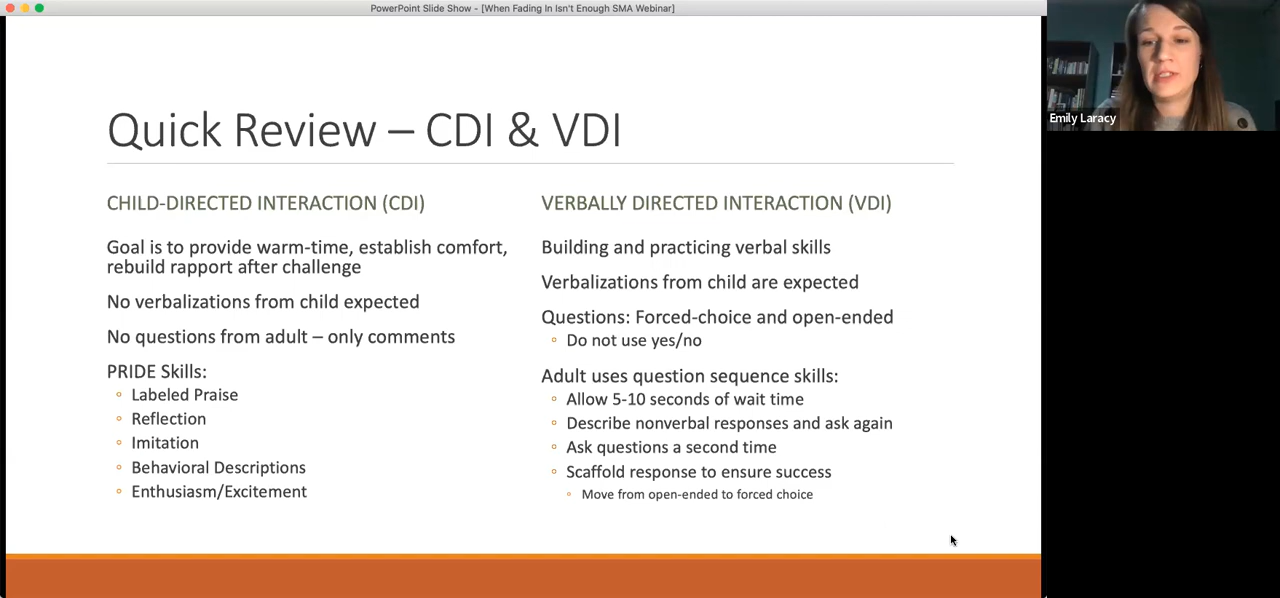 PowerPoint Slide Show - [When Fading In Isn't Enough SMA Webinar]
Emily Laracy
Quick Review – CDI & VDI
CHILD-DIRECTED INTERACTION (CDI)
Goal is to provide warm-time, establish comfort,
rebuild rapport after challenge
No verbalizations from child expected
No questions from adult – only comments
PRIDE Skills:
Labeled Praise
Reflection
Imitation
Behavioral Descriptions
Enthusiasm/Excitement
VERBALLY DIRECTED INTERACTION (VDI)
Building and practicing verbal skills
Verbalizations from child are expected
Questions: Forced-choice and open-ended
Do not use yes/no
Adult uses question sequence skills:
Allow 5-10 seconds of wait time
Describe nonverbal responses and ask again
Ask questions a second time
Scaffold response to ensure success
Move from open-ended to forced choice